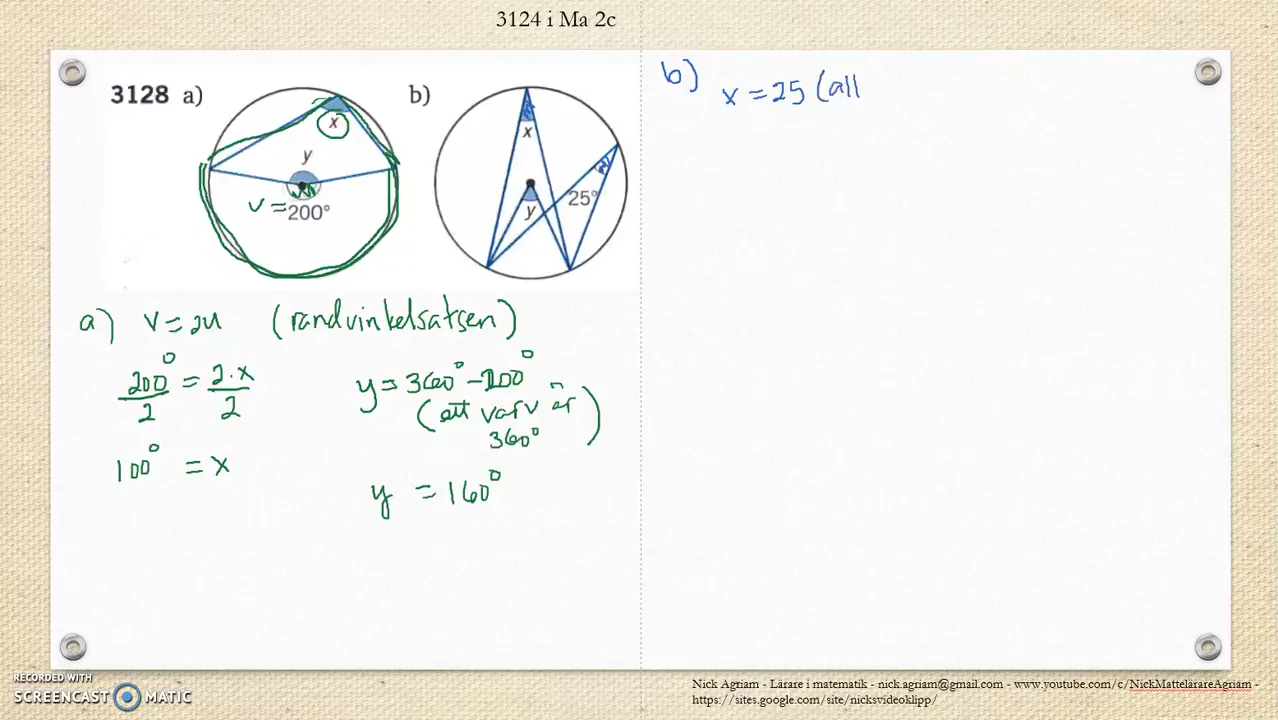 3124 i Ma 2c
3128 a)
x
y
v = 200°
b)
x
25°
y
a) v = 2u (randvinkelsatsen)
200° / 2 = 2·x / 2
100° = x
y = 360° - 200°
(ett varv är
360°)
y = 160°
b)
x = 25 (all
RECORDED WITH
SCREENCAST MATIC
Nick Agriam - Lärare i matematik - nick.agriam@gmail.com - www.youtube.com/c/NickMattelärareAgriam -
https://sites.google.com/site/nicksvideoklipp/